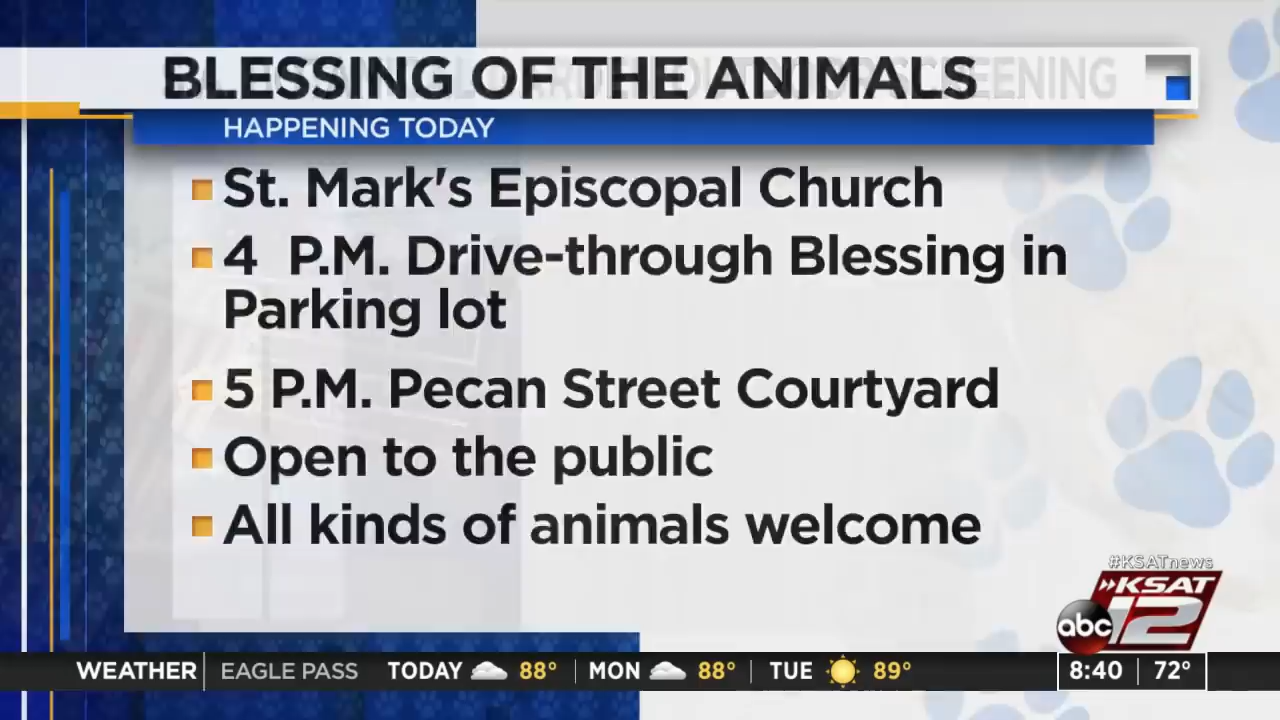 BLESSING OF THE ANIMALS
SCREENING
HAPPENING TODAY
St. Mark's Episcopal Church
4 P.M. Drive-through Blessing in
Parking lot
5 P.M. Pecan Street Courtyard
Open to the public
All kinds of animals welcome
#KSATnews
KSAT
abc 12
WEATHER EAGLE PASS TODAY 88° MON 88° TUE 89° 8:40 72°